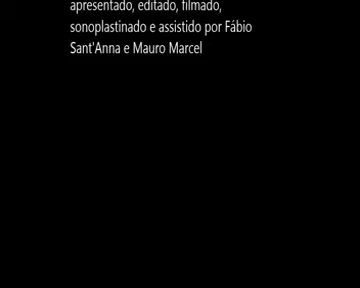 apresentado, editado, filmado,
sonoplastinado e assistido por Fábio
Sant'Anna e Mauro Marcel